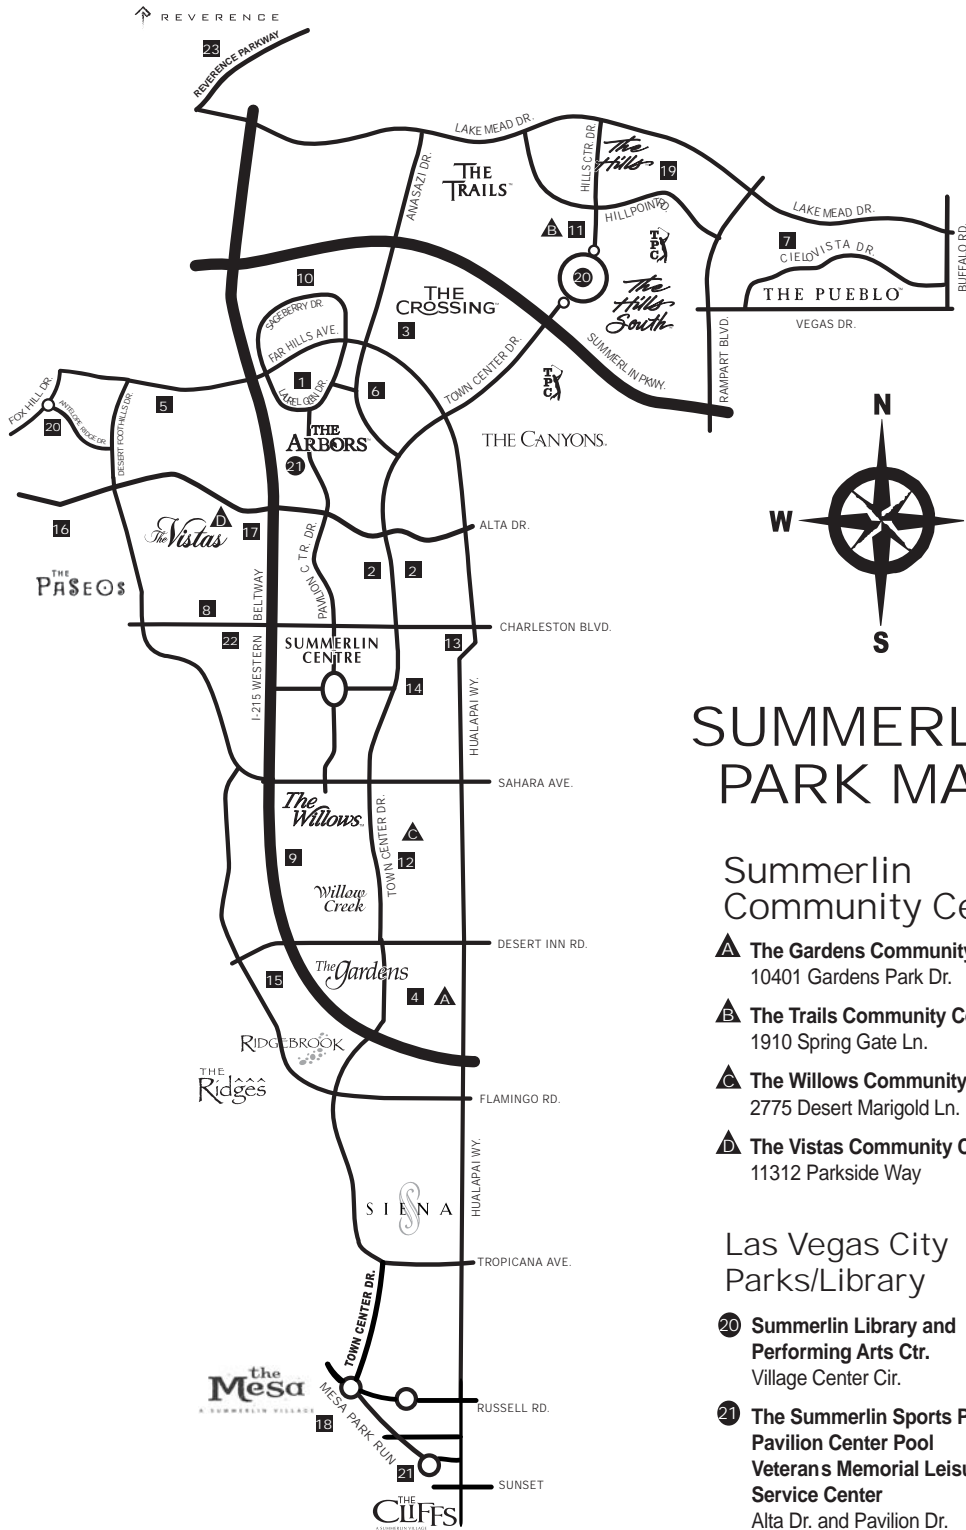 REVERENCE
23
REVERENCE PARKWAY
LAKE MEAD DR.
HILLS CTR. DR.
The Hills
19
ANASAZI DR.
THE TRAILS
HILLPOINT RD.
LAKE MEAD DR.
B 11
TPC
7
CIELO VISTA DR.
BUFFALO RD.
10
20
THE PUEBLO
SAGEBERRY DR.
THE CROSSING
The Hills South
VEGAS DR.
3
FAR HILLS AVE.
TOWN CENTER DR.
SUMMERLIN PKWY.
RAMPART BLVD.
1
6
TPC
LAUREL GEN DR.
FOX HILL DR.
ANTELOPE RIDGE DR.
5
20
DESERT FOOTHILLS DR.
THE ARBORS
THE CANYONS
N
21
W
16
The Vistas
D
17
ALTA DR.
PAVILION CTR. DR.
THE PASEOS
2
2
S
8
I-215 WESTERN BELTWAY
CHARLESTON BLVD.
22
SUMMERLIN CENTRE
13
14
HUALAPAI WY.
SUMMERL
PARK MA
SAHARA AVE.
The Willows
TOWN CENTER DR.
C
9
12
Willow Creek
DESERT INN RD.
The Gardens
15
4 A
RIDGEBROOK
THE Ridges
FLAMINGO RD.
HUALAPAI WY.
SIENA
TROPICANA AVE.
TOWN CENTER DR.
the Mesa
A SUMMERLIN VILLAGE
MESA PARK RUN
18
RUSSELL RD.
21
SUNSET
THE CLIFFS
A SUMMERLIN VILLAGE
Summerlin
Community Ce
A The Gardens Community
10401 Gardens Park Dr.
B The Trails Community C
1910 Spring Gate Ln.
C The Willows Community
2775 Desert Marigold Ln.
D The Vistas Community C
11312 Parkside Way
Las Vegas City
Parks/Library
20 Summerlin Library and
Performing Arts Ctr.
Village Center Cir.
21 The Summerlin Sports P
Pavilion Center Pool
Veterans Memorial Leisu
Service Center
Alta Dr. and Pavilion Dr.